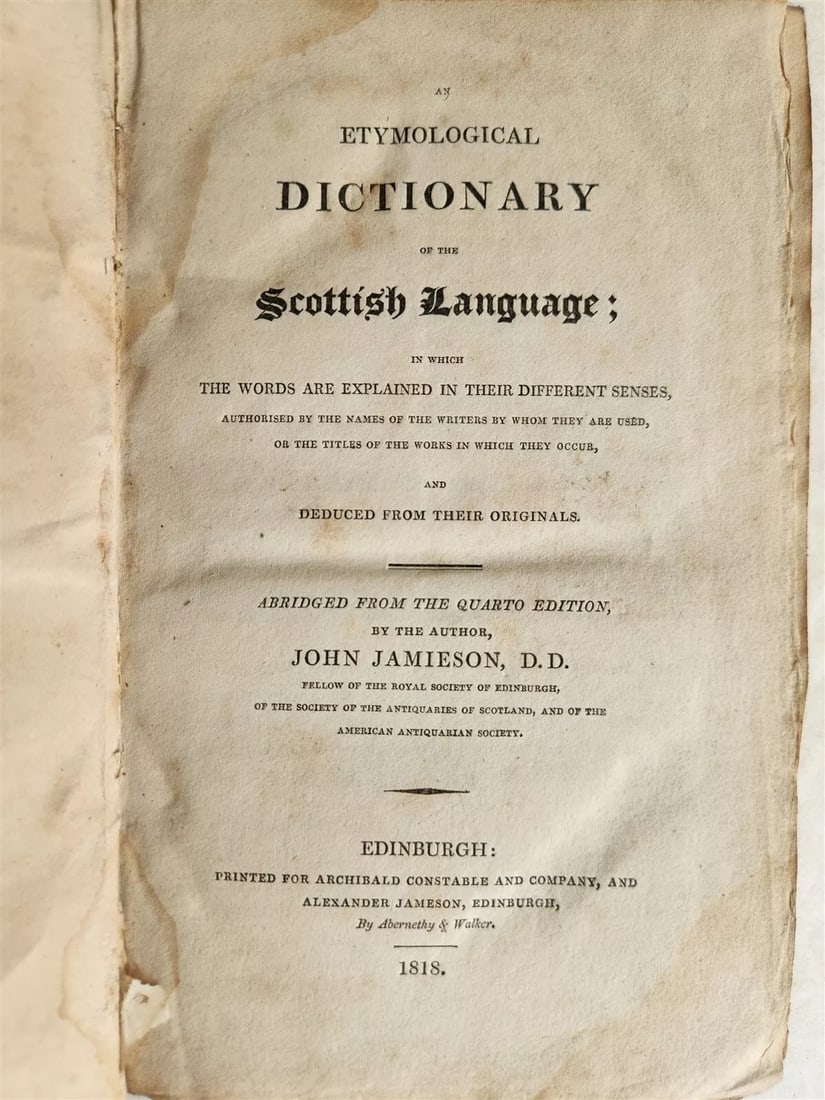 AN
ETYMOLOGICAL
DICTIONARY
OF THE
Scottish Language;
IN WHICH
THE WORDS ARE EXPLAINED IN THEIR DIFFERENT SENSES,
AUTHORISED BY THE NAMES OF THE WRITERS BY WHOM THEY ARE USED,
OR THE TITLES OF THE WORKS IN WHICH THEY OCCUR,
AND
DEDUCED FROM THEIR ORIGINALS.
ABRIDGED FROM THE QUARTO EDITION,
BY THE AUTHOR,
JOHN JAMIESON, D.D.
FELLOW OF THE ROYAL SOCIETY OF EDINBURGH,
OF THE SOCIETY OF THE ANTIQUARIES OF SCOTLAND, AND OF THE
AMERICAN ANTIQUARIAN SOCIETY.
EDINBURGH:
PRINTED FOR ARCHIBALD CONSTABLE AND COMPANY, AND
ALEXANDER JAMESON, EDINBURGH,
By Abernethy & Walker.
1818.